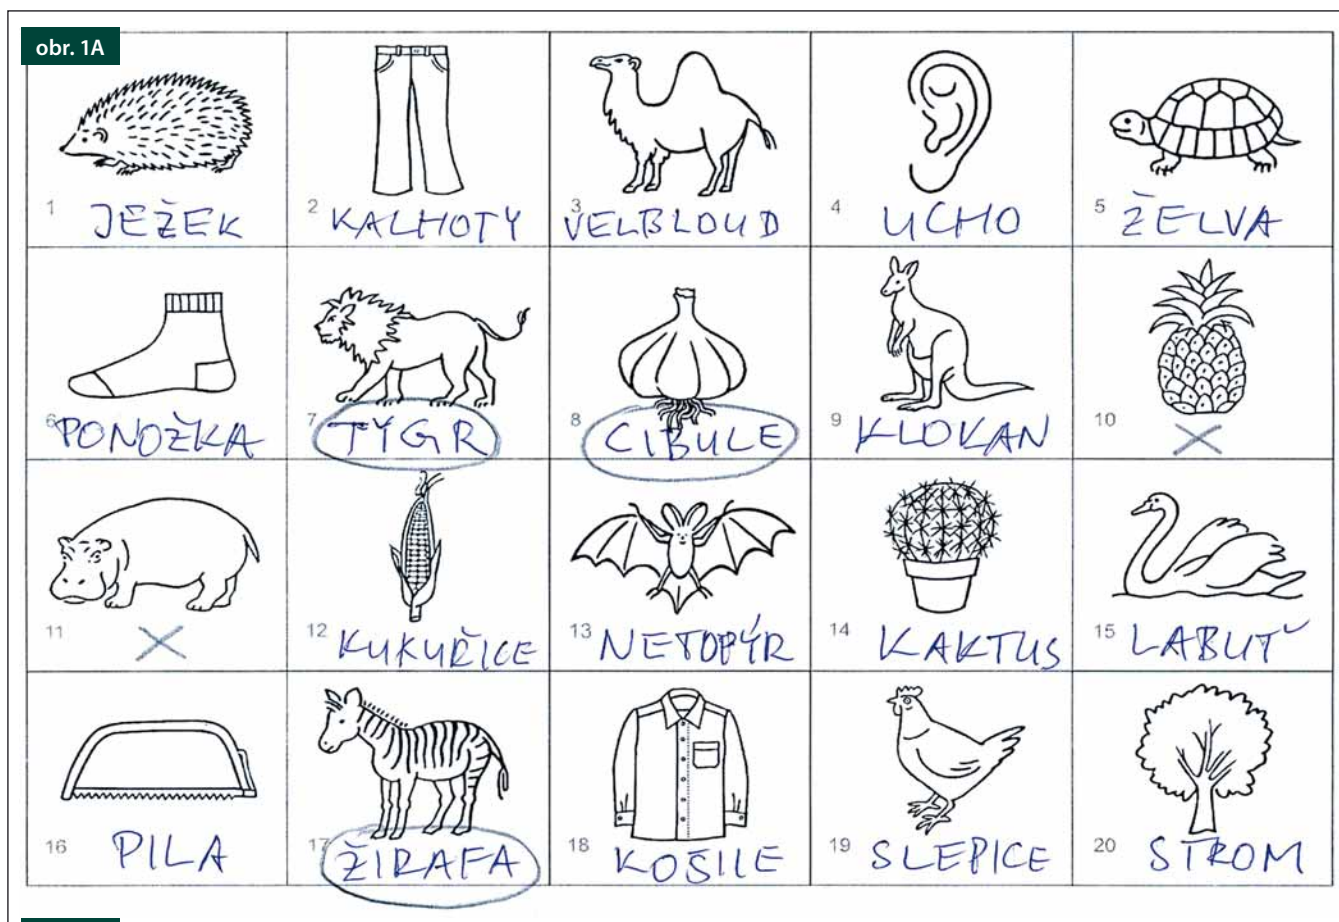 obr. 1A
1 JEŽEK
2 KALHOTY
3 VELBLOUD
4 UCHO
5 ŽELVA
6 PONOŽKA
7 TYGR
8 CIBULE
9 KLOKAN
10 X
11 X
12 KUKUŘICE
13 NETOPÝR
14 KAKTUS
15 LABUŤ
16 PILA
17 ŽIRAFA
18 KOŠILE
19 SLEPICE
20 STROM